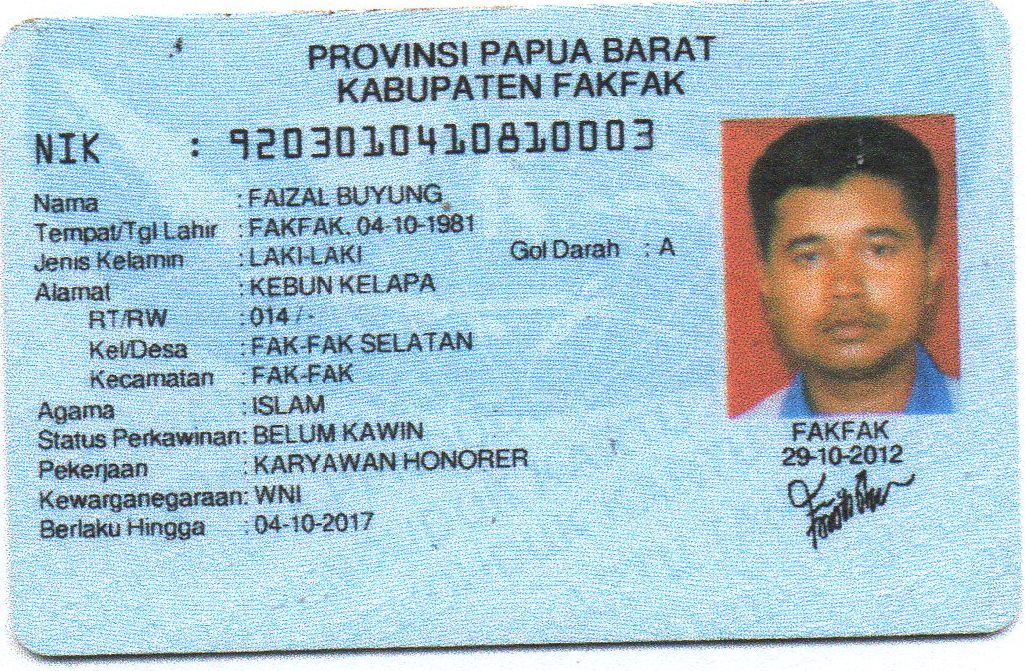 PROVINSI PAPUA BARAT
KABUPATEN FAKFAK
NIK : 9203010410810003
Nama : FAIZAL BUYUNG
Tempat/Tgl Lahir : FAKFAK. 04-10-1981
Jenis Kelamin : LAKI-LAKI Gol Darah : A
Alamat : KEBUN KELAPA
RT/RW : 014 / -
Kel/Desa : FAK-FAK SELATAN
Kecamatan : FAK-FAK
Agama : ISLAM
Status Perkawinan: BELUM KAWIN
Pekerjaan : KARYAWAN HONORER
Kewarganegaraan: WNI
Berlaku Hingga : 04-10-2017
FAKFAK
29-10-2012